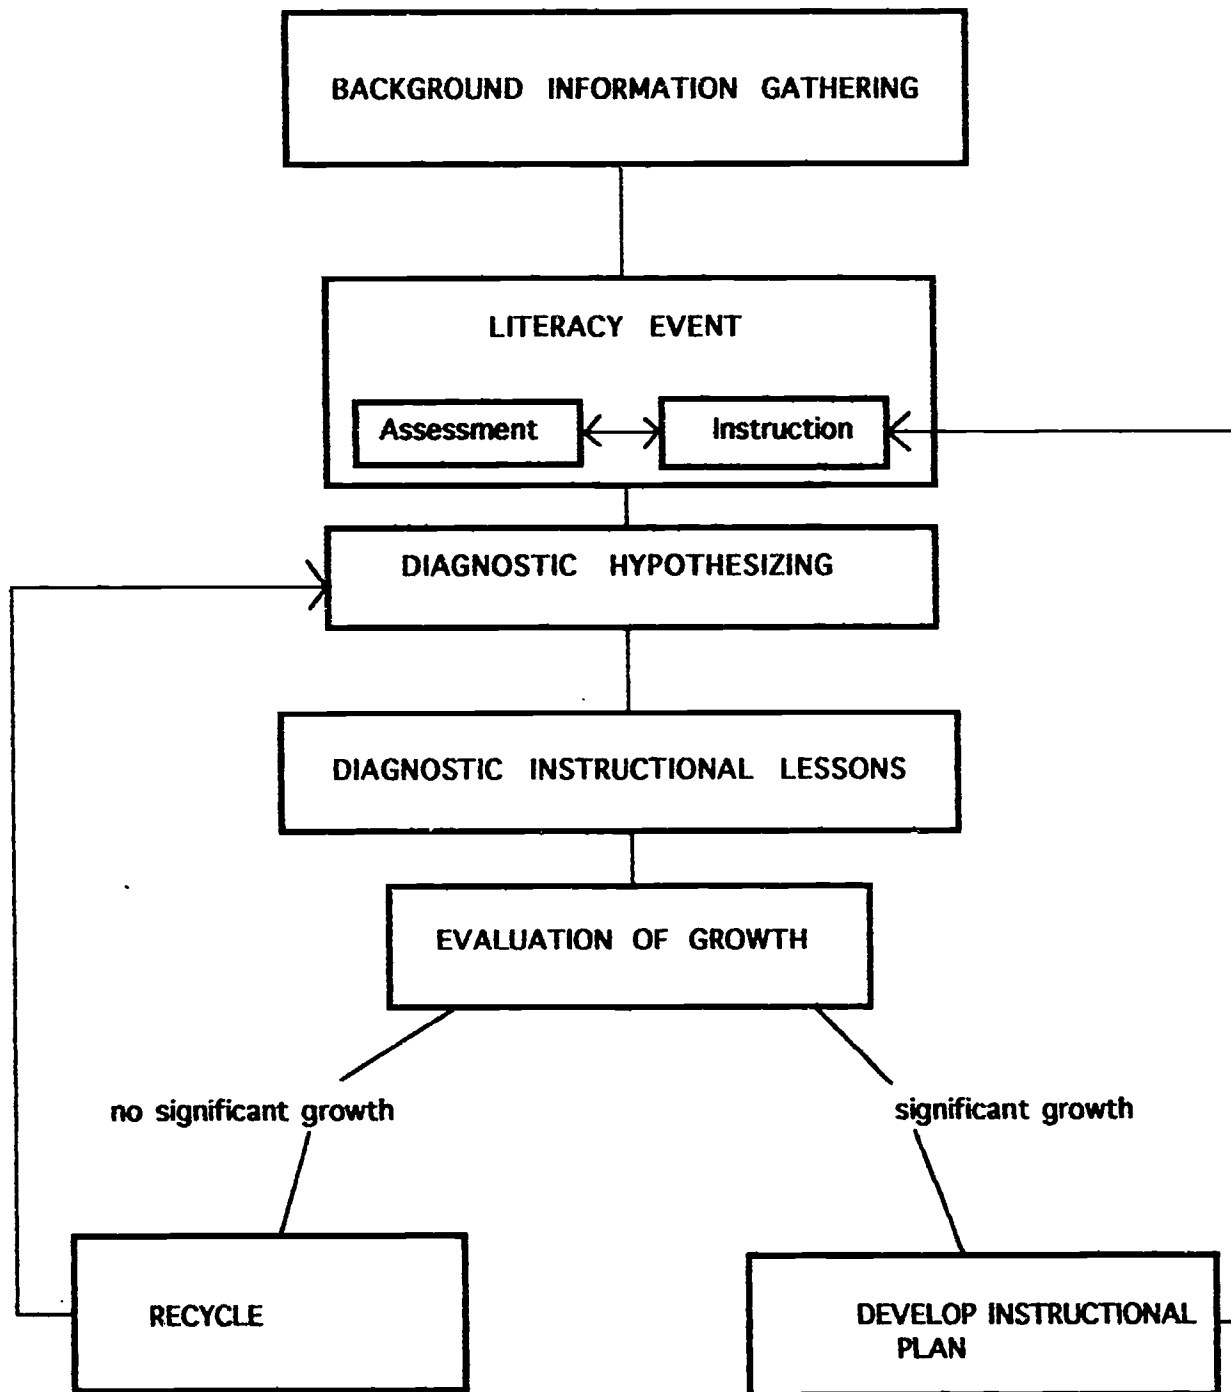 BACKGROUND INFORMATION GATHERING
LITERACY EVENT
Assessment
Instruction
DIAGNOSTIC HYPOTHESIZING
DIAGNOSTIC INSTRUCTIONAL LESSONS
EVALUATION OF GROWTH
no significant growth
significant growth
RECYCLE
DEVELOP INSTRUCTIONAL
PLAN